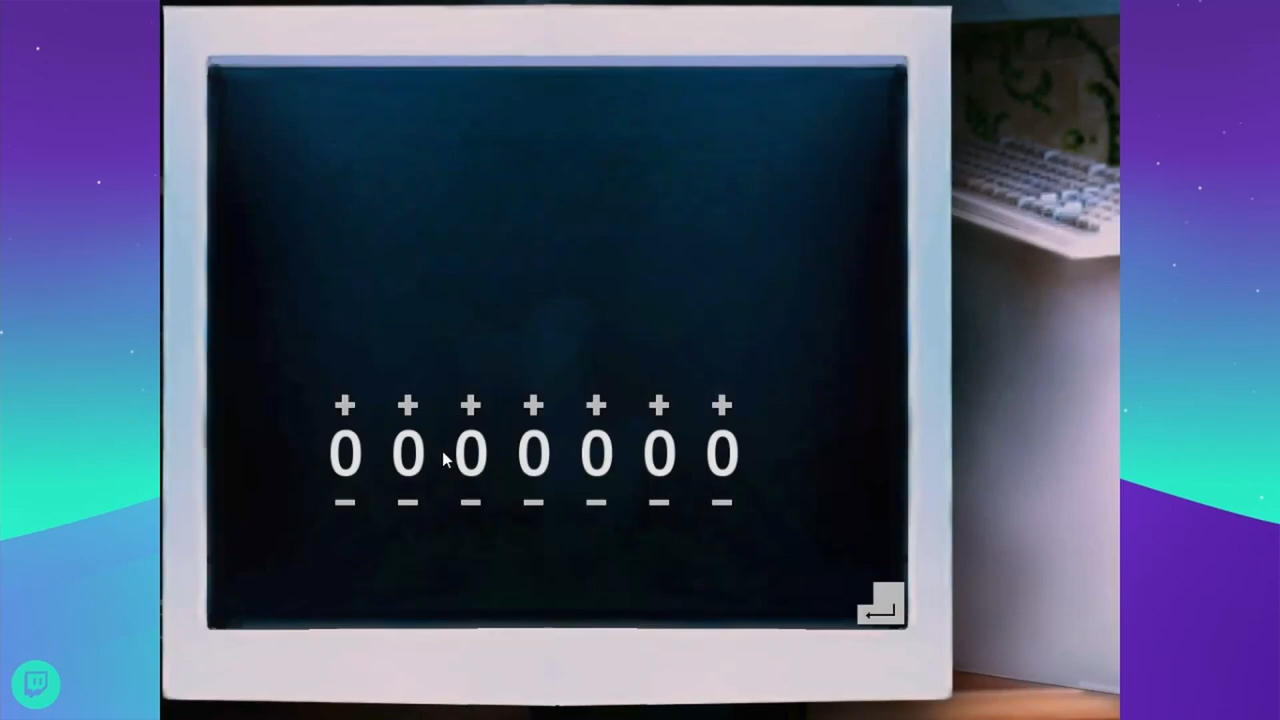 + + + + + + +
0 0 0 0 0 0 0
- - - - - - -